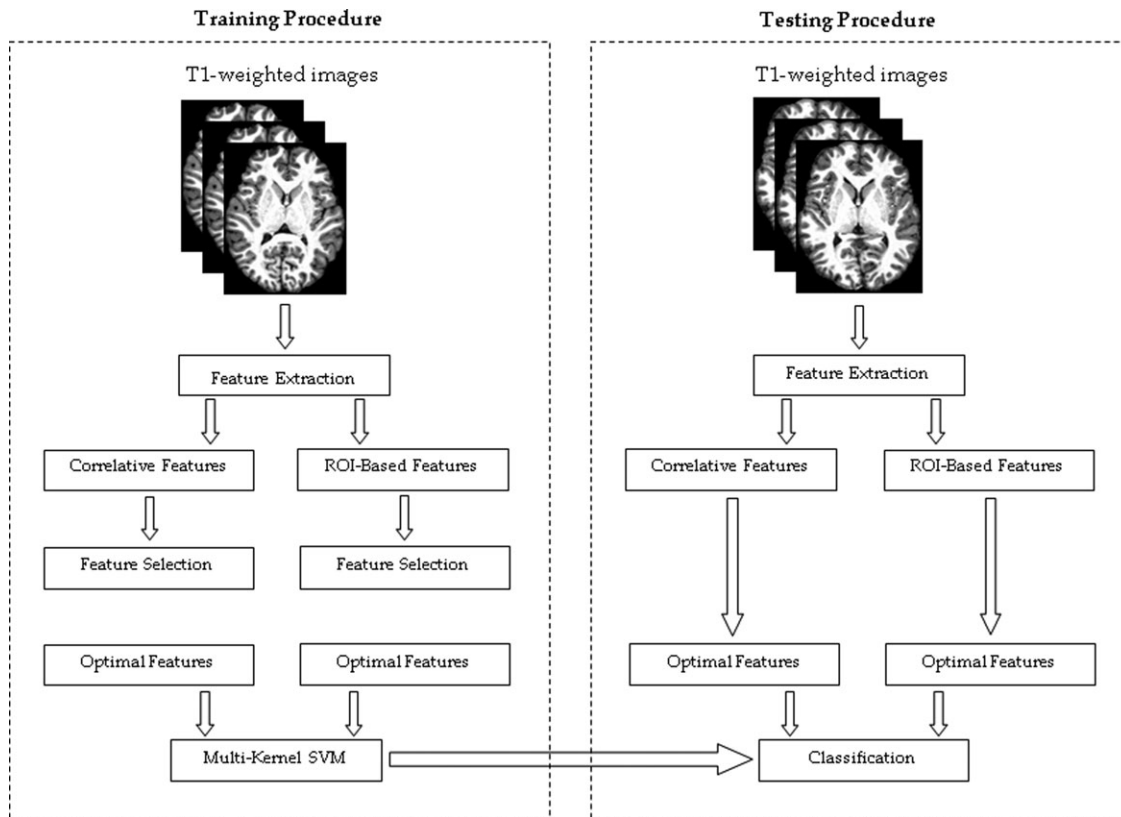 Training Procedure
T1-weighted images
Feature Extraction
Correlative Features
ROI-Based Features
Feature Selection
Feature Selection
Optimal Features
Optimal Features
Multi-Kernel SVM
Testing Procedure
T1-weighted images
Feature Extraction
Correlative Features
ROI-Based Features
Optimal Features
Optimal Features
Classification